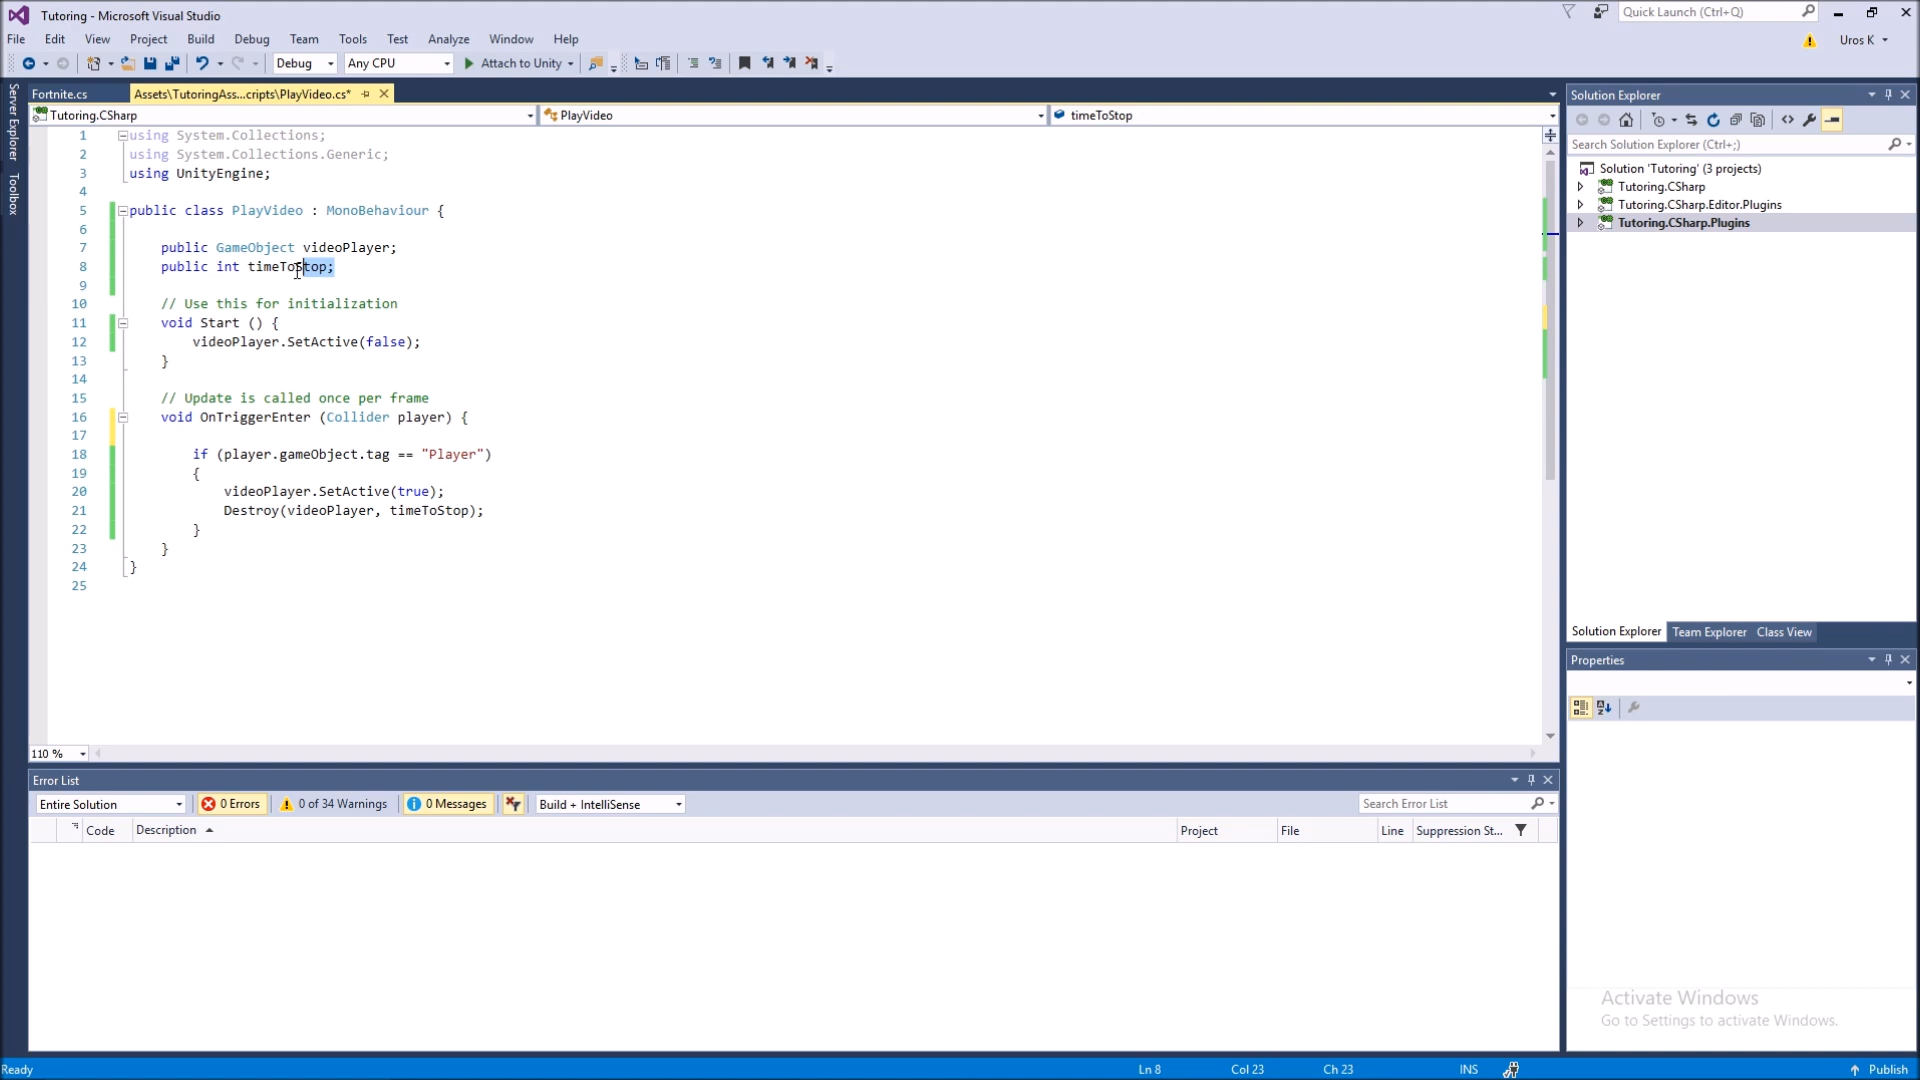 Tutoring - Microsoft Visual Studio
Quick Launch (Ctrl+Q)
File Edit View Project Build Debug Team Tools Test Analyze Window Help
Uros K
Debug Any CPU Attach to Unity
Server Explorer
Toolbox
Fortnite.cs Assets\TutoringAss...cripts\PlayVideo.cs*
Tutoring.CSharp PlayVideo timeToStop
1 using System.Collections;
2 using System.Collections.Generic;
3 using UnityEngine;
4
5 public class PlayVideo : MonoBehaviour {
6
7 public GameObject videoPlayer;
8 public int timeToStop;
9
10 // Use this for initialization
11 void Start () {
12 videoPlayer.SetActive(false);
13 }
14
15 // Update is called once per frame
16 void OnTriggerEnter (Collider player) {
17
18 if (player.gameObject.tag == "Player")
19 {
20 videoPlayer.SetActive(true);
21 Destroy(videoPlayer, timeToStop);
22 }
23 }
24 }
25
110 %
Solution Explorer
Search Solution Explorer (Ctrl+;)
Solution 'Tutoring' (3 projects)
Tutoring.CSharp
Tutoring.CSharp.Editor.Plugins
Tutoring.CSharp.Plugins
Solution Explorer Team Explorer Class View
Properties
Error List
Entire Solution 0 Errors 0 of 34 Warnings 0 Messages Build + IntelliSense Search Error List
Code Description Project File Line Suppression St...
Activate Windows
Go to Settings to activate Windows.
Ready Ln 8 Col 23 Ch 23 INS Publish